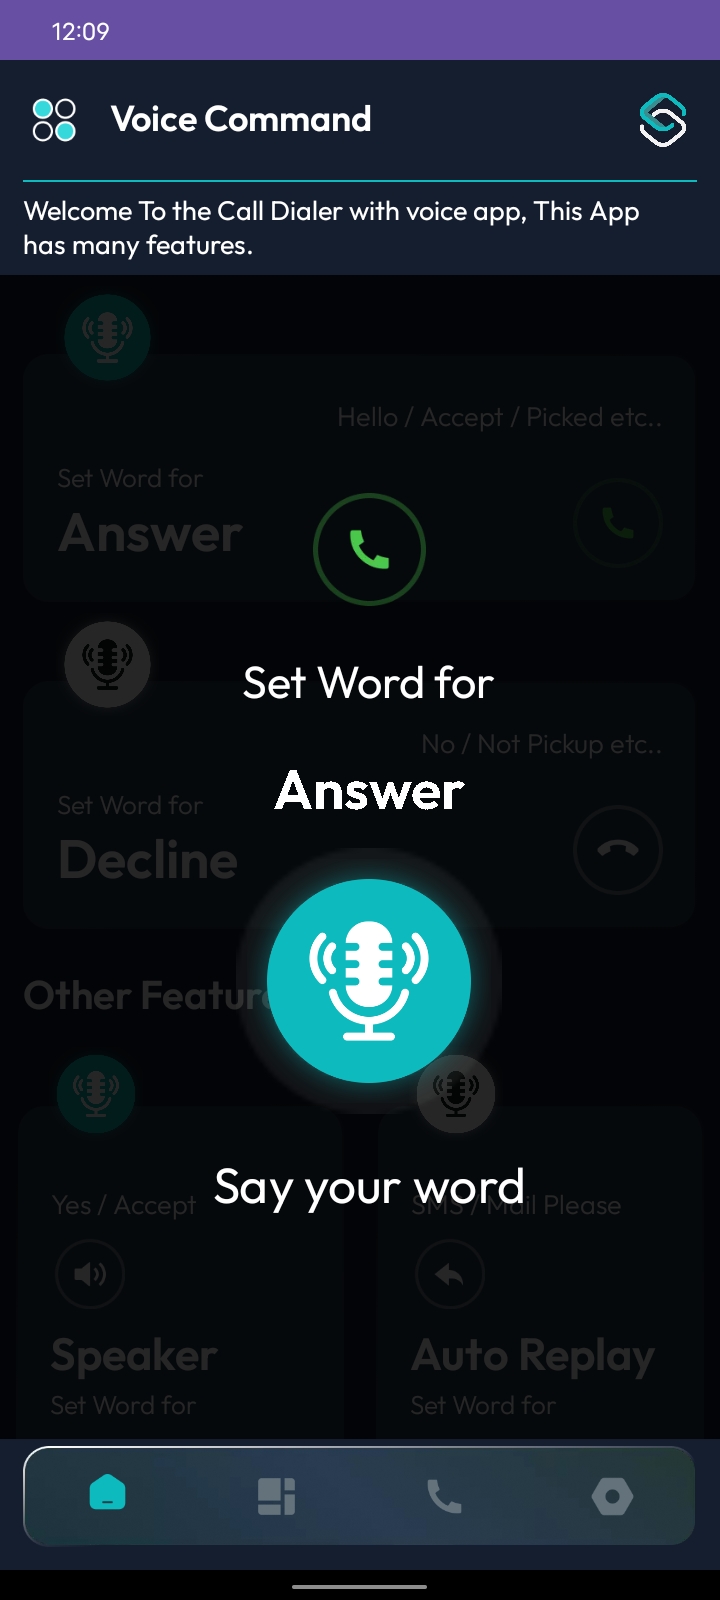 12:09
Voice Command
Welcome To the Call Dialer with voice app, This App
has many features.
Hello / Accept / Picked etc..
Set Word for
Answer
Set Word for
No / Not Pickup etc..
Answer
Set Word for
Decline
Other Feature
Say your word
Yes / Accept
SMS / Mail Please
Speaker
Auto Replay
Set Word for
Set Word for